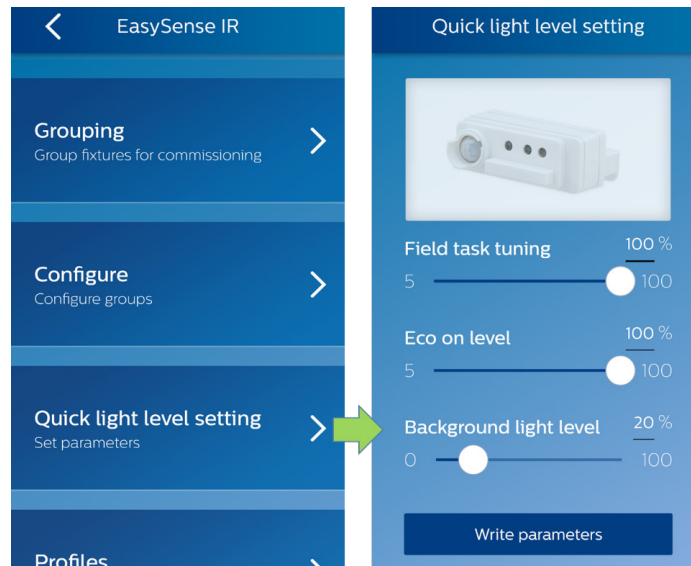 EasySense IR
Grouping
Group fixtures for commissioning
Configure
Configure groups
Quick light level setting
Set parameters
Profiles
Quick light level setting
Field task tuning 100 %
5 100
Eco on level 100 %
5 100
Background light level 20 %
0 100
Write parameters